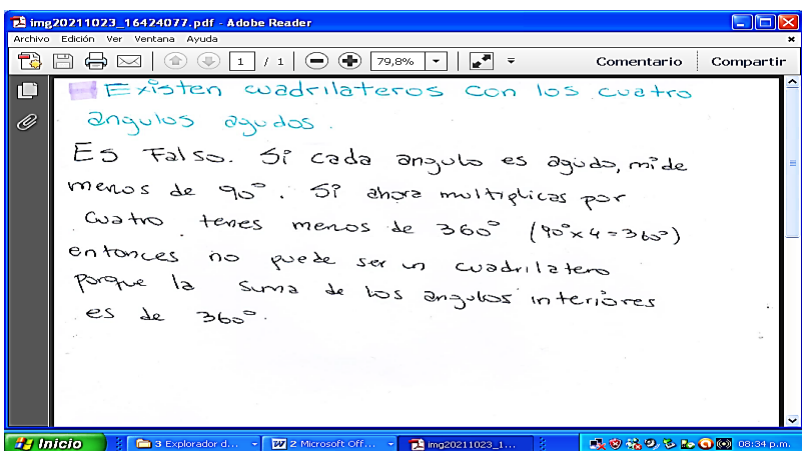 img20211023_16424077.pdf - Adobe Reader
Archivo Edición Ver Ventana Ayuda
1 / 1 79,8% Comentario Compartir
Existen cuadrilateros con los cuatro
angulos agudos.
Es Falso. Si cada angulo es agudo, mide
menos de 90°. Si ahora multiplicas por
cuatro tenes menos de 360° (90°x4=360°)
entonces no puede ser un cuadrilatero
porque la suma de los angulos interiores
es de 360°.
Inicio 3 Explorador d... 2 Microsoft Off... img20211023_1... 08:34 p.m.